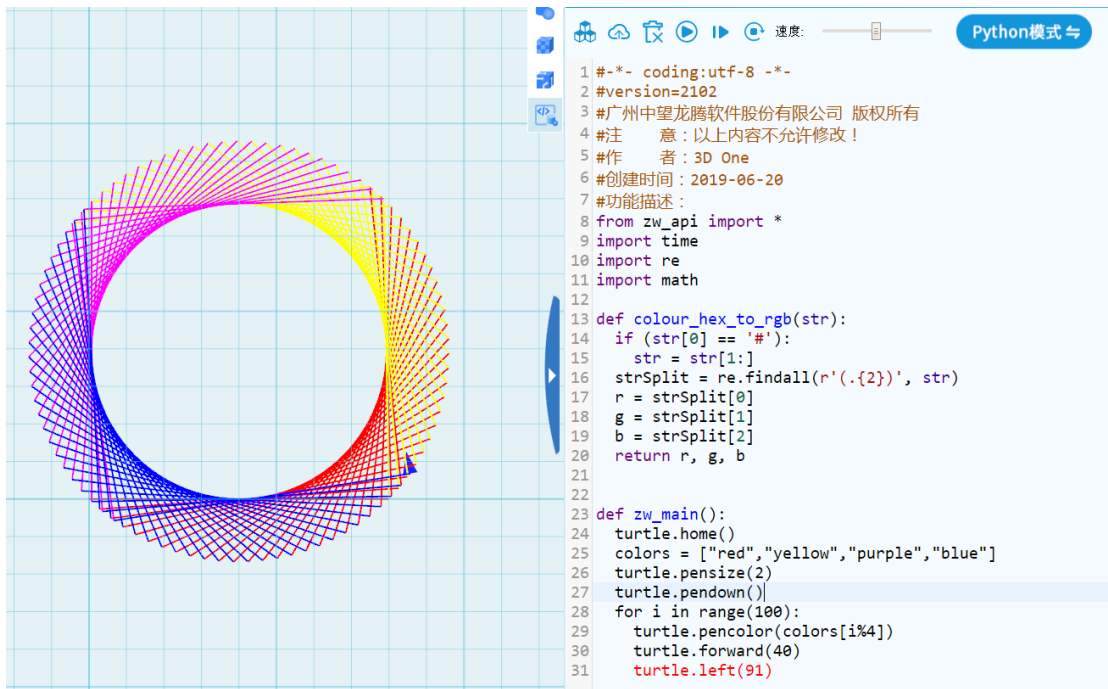 速度:
Python模式 ⇋
1 #-*- coding:utf-8 -*-
2 #version=2102
3 #广州中望龙腾软件股份有限公司 版权所有
4 #注    意：以上内容不允许修改！
5 #作    者：3D One
6 #创建时间：2019-06-20
7 #功能描述：
8 from zw_api import *
9 import time
10 import re
11 import math
12
13 def colour_hex_to_rgb(str):
14   if (str[0] == '#'):
15     str = str[1:]
16   strSplit = re.findall(r'(.{2})', str)
17   r = strSplit[0]
18   g = strSplit[1]
19   b = strSplit[2]
20   return r, g, b
21
22
23 def zw_main():
24   turtle.home()
25   colors = ["red","yellow","purple","blue"]
26   turtle.pensize(2)
27   turtle.pendown()
28   for i in range(100):
29     turtle.pencolor(colors[i%4])
30     turtle.forward(40)
31     turtle.left(91)